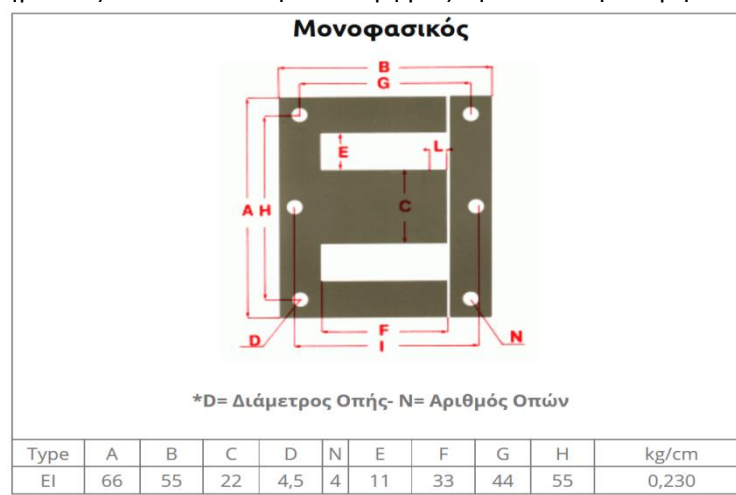 Μονοφασικός
B
G
E
L
A
H
C
D
F
I
N
*D= Διάμετρος Οπής- N= Αριθμός Οπών
Type A B C D N E F G H kg/cm
EI 66 55 22 4,5 4 11 33 44 55 0,230